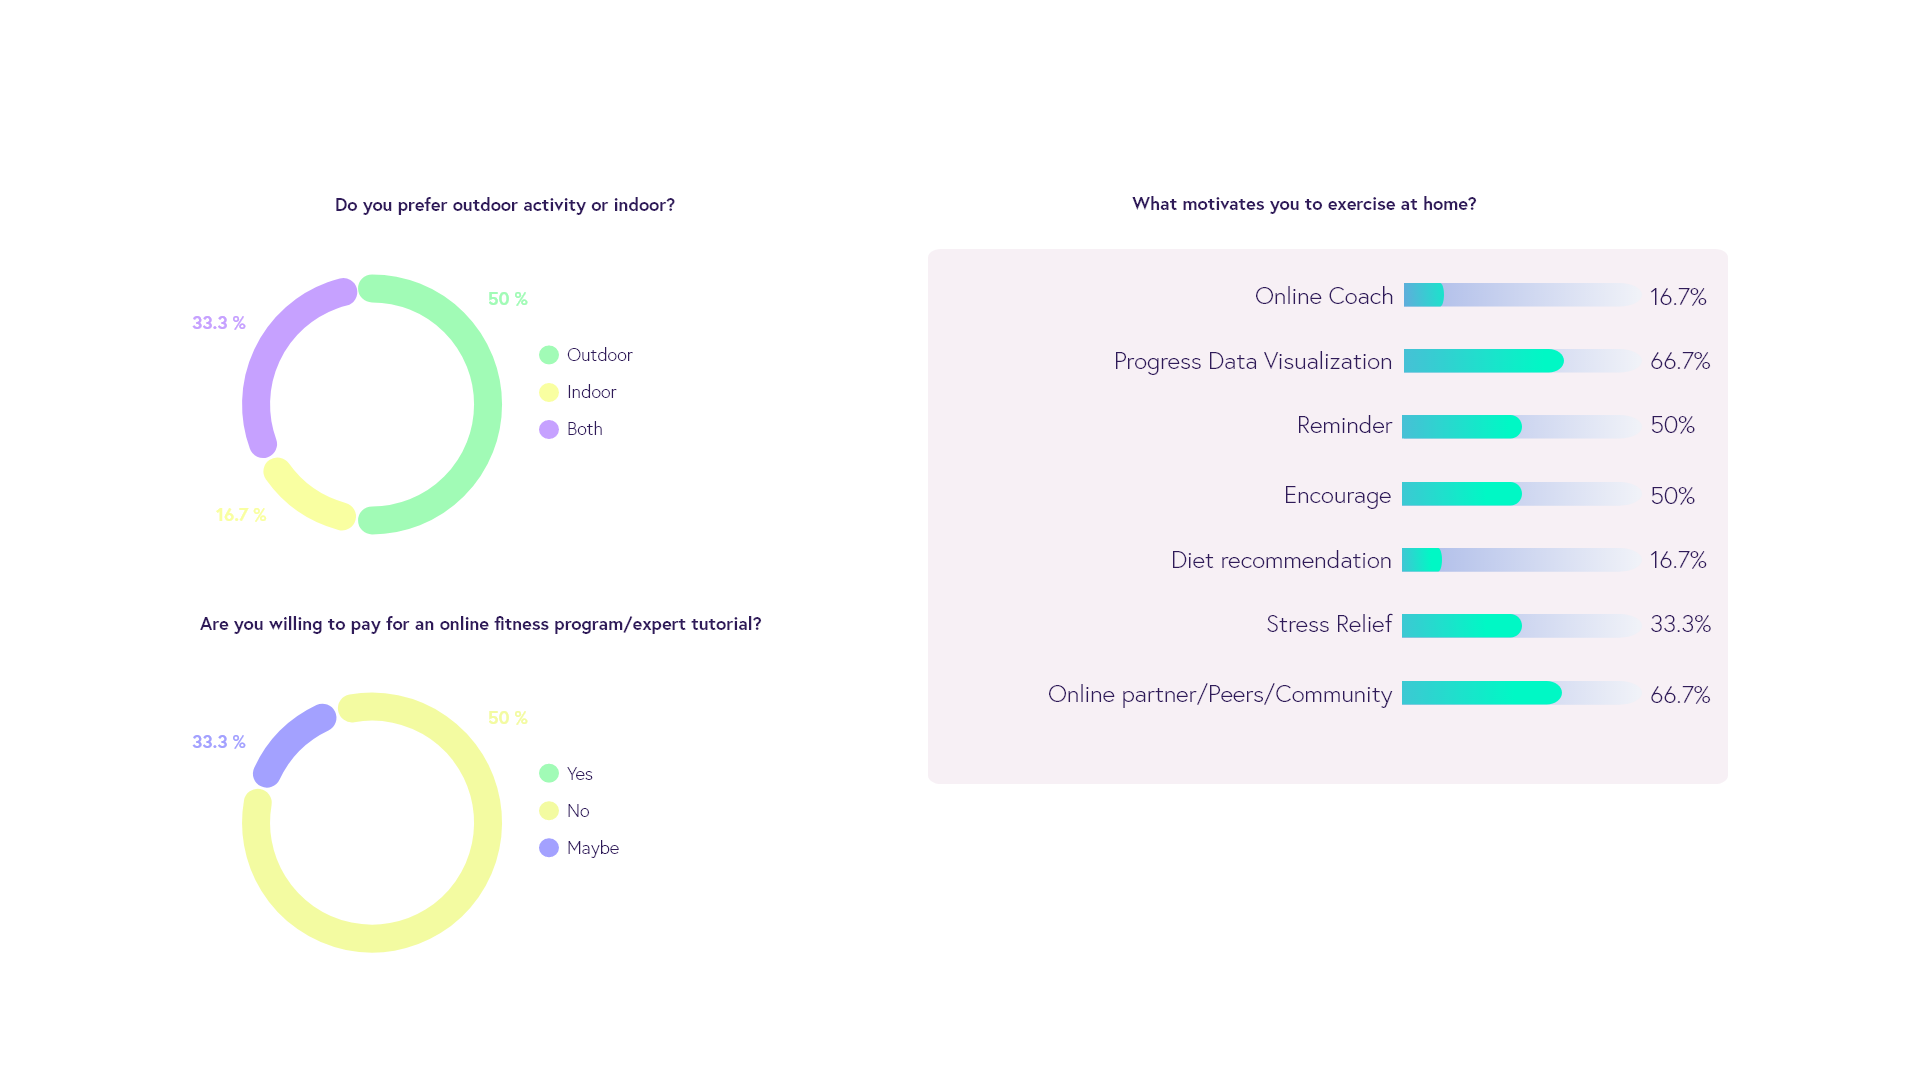 Do you prefer outdoor activity or indoor?
50 %
33.3 %
Outdoor
Indoor
Both
16.7 %
Are you willing to pay for an online fitness program/expert tutorial?
50 %
33.3 %
Yes
No
Maybe
What motivates you to exercise at home?
Online Coach 16.7%
Progress Data Visualization 66.7%
Reminder 50%
Encourage 50%
Diet recommendation 16.7%
Stress Relief 33.3%
Online partner/Peers/Community 66.7%